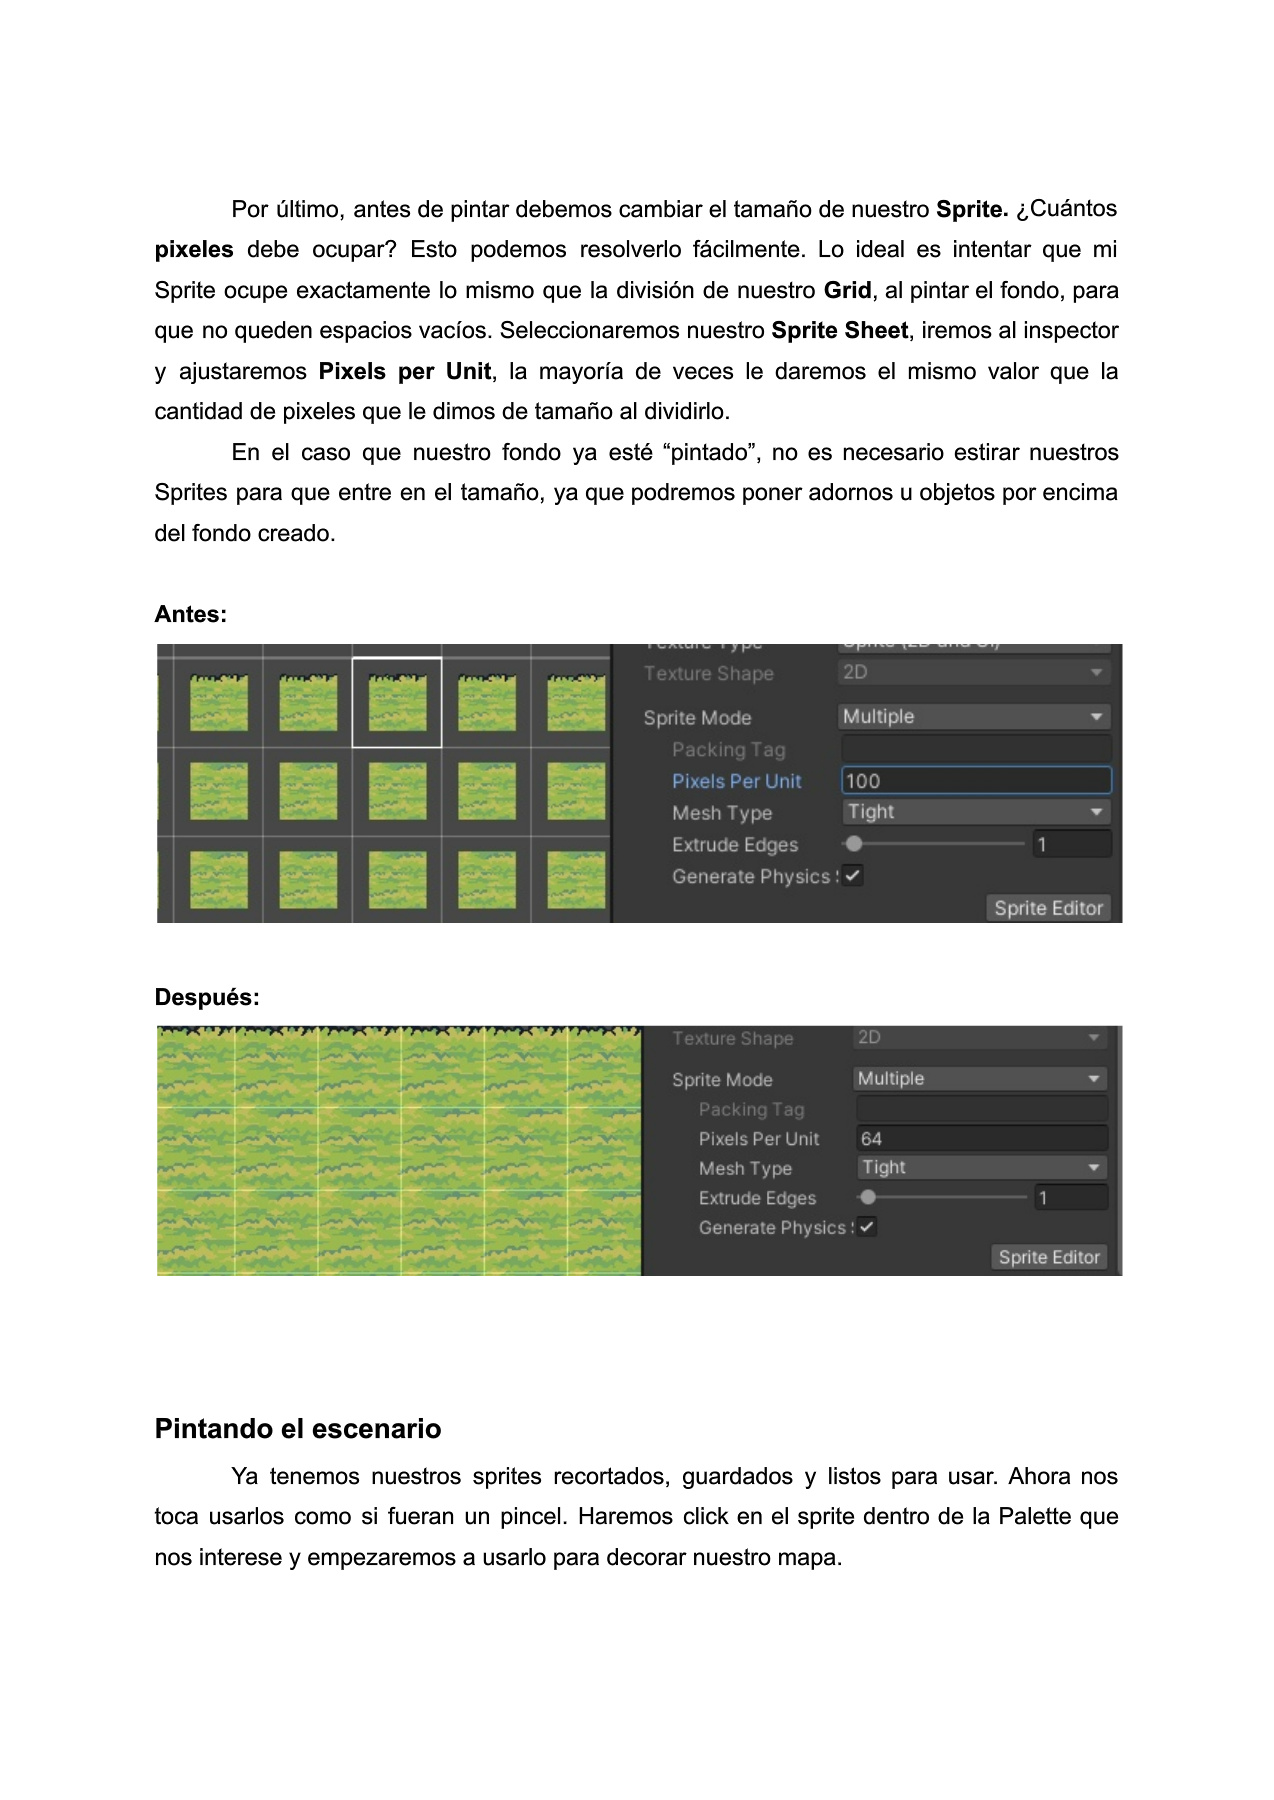 Por último, antes de pintar debemos cambiar el tamaño de nuestro Sprite. ¿Cuántos
pixeles debe ocupar? Esto podemos resolverlo fácilmente. Lo ideal es intentar que mi
Sprite ocupe exactamente lo mismo que la división de nuestro Grid, al pintar el fondo, para
que no queden espacios vacíos. Seleccionaremos nuestro Sprite Sheet, iremos al inspector
y ajustaremos Pixels per Unit, la mayoría de veces le daremos el mismo valor que la
cantidad de pixeles que le dimos de tamaño al dividirlo.
En el caso que nuestro fondo ya esté “pintado”, no es necesario estirar nuestros
Sprites para que entre en el tamaño, ya que podremos poner adornos u objetos por encima
del fondo creado.
Antes:
Texture Type Sprite (2D and UI)
Texture Shape 2D
Sprite Mode Multiple
Packing Tag
Pixels Per Unit 100
Mesh Type Tight
Extrude Edges 1
Generate Physics
Sprite Editor
Después:
Texture Shape 2D
Sprite Mode Multiple
Packing Tag
Pixels Per Unit 64
Mesh Type Tight
Extrude Edges 1
Generate Physics
Sprite Editor
Pintando el escenario
Ya tenemos nuestros sprites recortados, guardados y listos para usar. Ahora nos
toca usarlos como si fueran un pincel. Haremos click en el sprite dentro de la Palette que
nos interese y empezaremos a usarlo para decorar nuestro mapa.